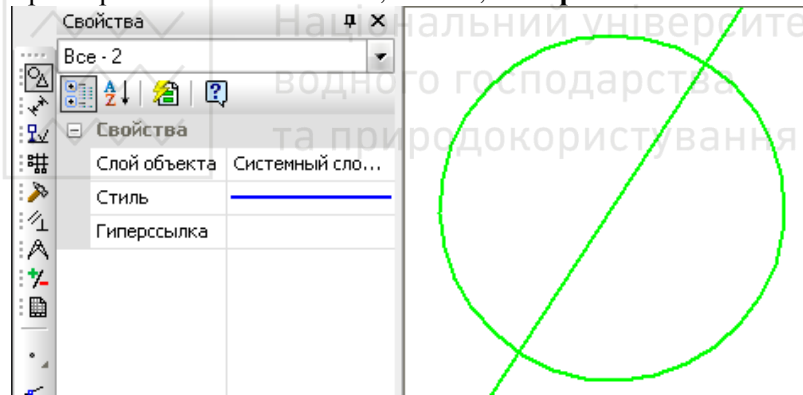 Свойства
Національний університе
Все - 2
водного господарства
та природокористування
Свойства
Слой объекта Системный сло...
Стиль
Гиперссылка